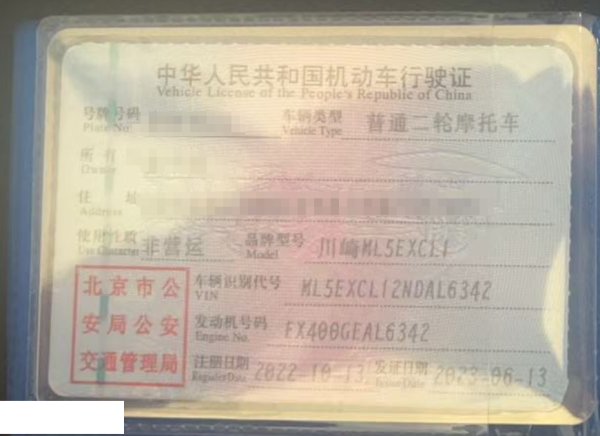 中华人民共和国机动车行驶证
Vehicle License of the People's Republic of China
号牌号码 车辆类型 普通二轮摩托车
Plate No. Vehicle Type
所有
Owner
住 址
Address
使用性质 非营运 品牌型号 川崎ML5EXCL1
Use Character Model
北京市公
安局公安
交通管理局
车辆识别代号 ML5EXCL12NDAL6342
VIN
发动机号码 EX400GEAL6342
Engine No.
注册日期 2022-10-13 发证日期 2023-06-13
Register Date Issue Date